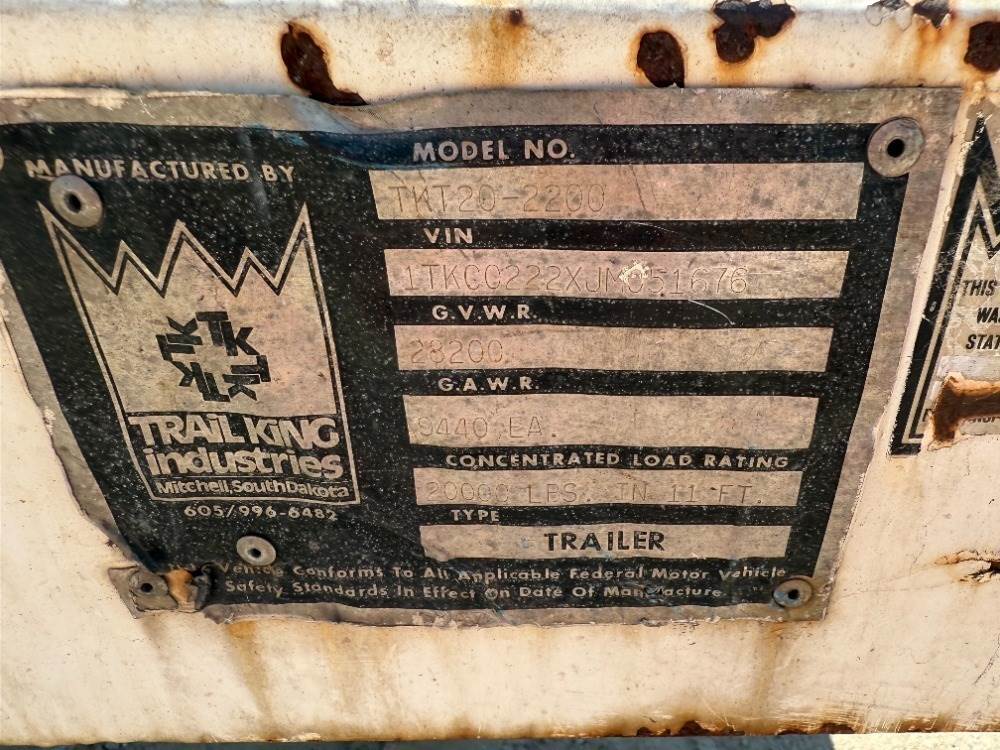 MANUFACTURED BY
TK
TRAIL KING
industries
Mitchell, South Dakota
605/996-6482
MODEL NO.
TKT20-2200
VIN
1TKC0222XJM051676
G.V.W.R.
28200
G.A.W.R.
9440 EA.
CONCENTRATED LOAD RATING
20000 LBS. IN 11 FT.
TYPE
TRAILER
Vehicle Conforms To All Applicable Federal Motor Vehicle
Safety Standards In Effect On Date Of Manufacture.
THIS
WA
STAT